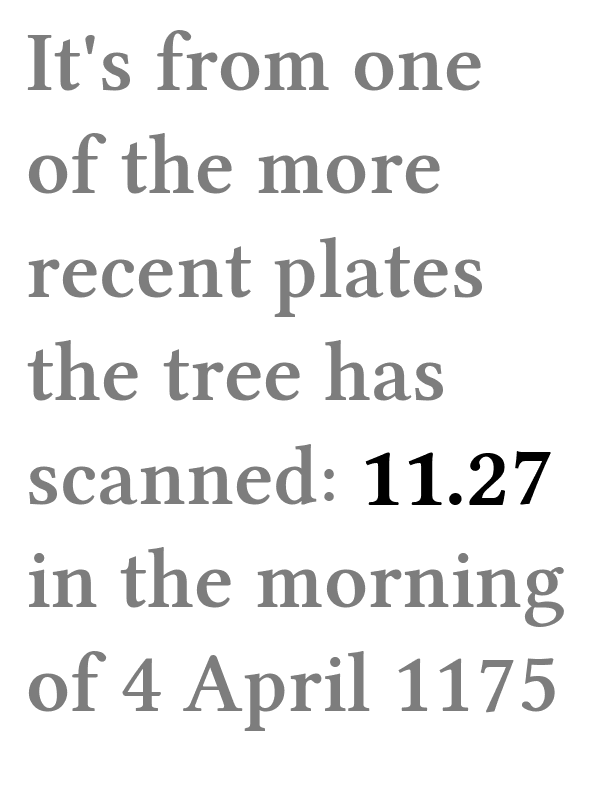 It's from one
of the more
recent plates
the tree has
scanned: 11.27
in the morning
of 4 April 1175